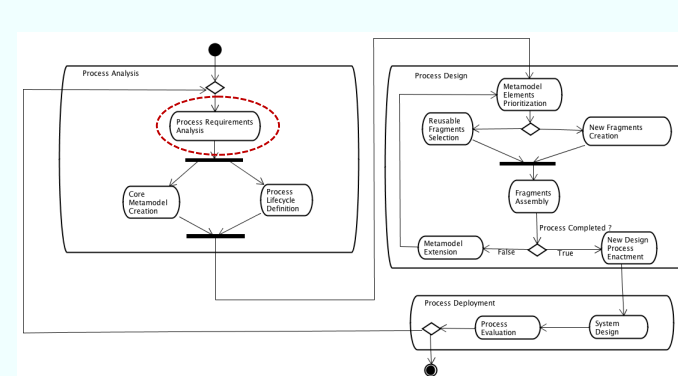 Process Analysis
Process Requirements
Analysis
Core
Metamodel
Creation
Process
Lifecycle
Definition
Process Design
Metamodel
Elements
Prioritization
Reusable
Fragments
Selection
New Fragments
Creation
Fragments
Assembly
Process Completed ?
Metamodel
Extension
False
True
New Design
Process
Enactment
Process Deployment
Process
Evaluation
System
Design